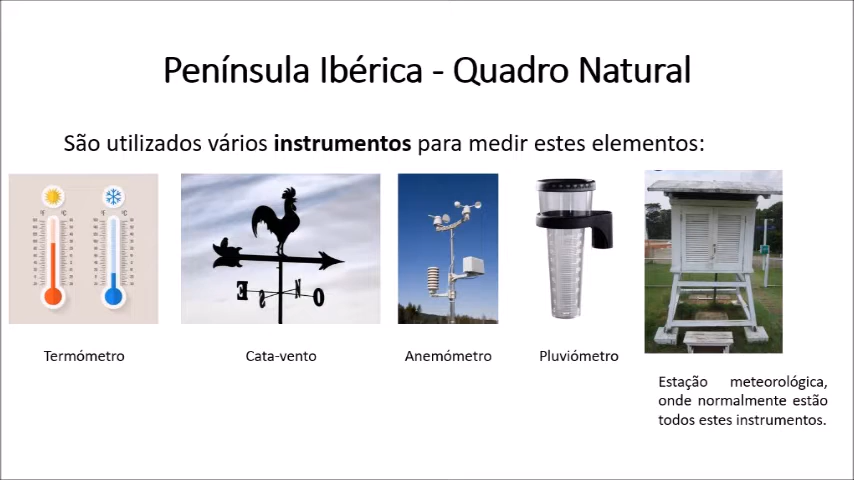 Península Ibérica - Quadro Natural
São utilizados vários instrumentos para medir estes elementos:
°F °C
°F °C
E S N O
Termómetro
Cata-vento
Anemómetro
Pluviómetro
Estação meteorológica,
onde normalmente estão
todos estes instrumentos.